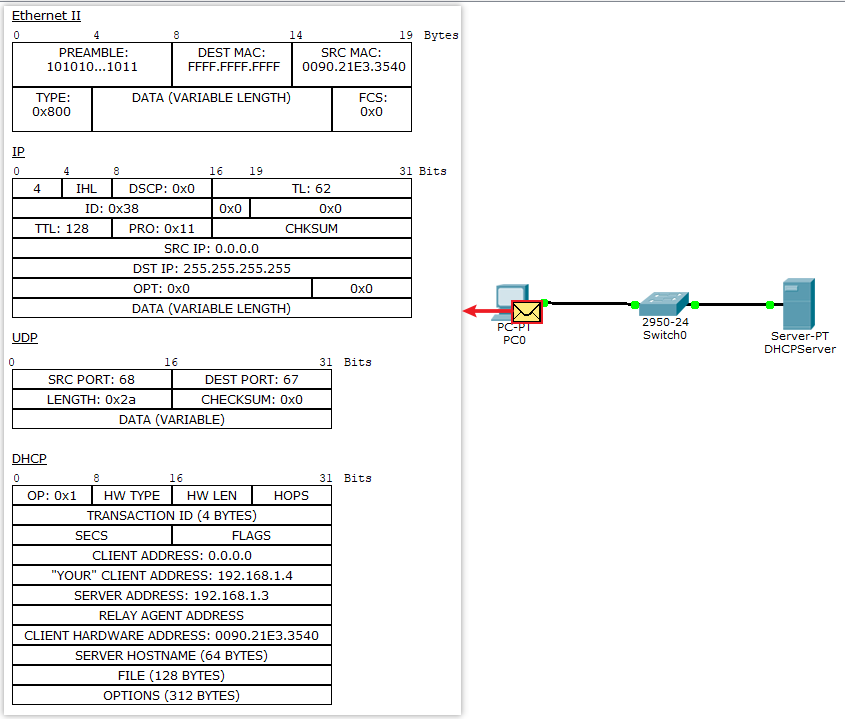 Ethernet II
0 4 8 14 19 Bytes
PREAMBLE: DEST MAC: SRC MAC:
101010...1011 FFFF.FFFF.FFFF 0090.21E3.3540
TYPE: DATA (VARIABLE LENGTH) FCS:
0x800 0x0
IP
0 4 8 16 19 31 Bits
4 IHL DSCP: 0x0 TL: 62
ID: 0x38 0x0 0x0
TTL: 128 PRO: 0x11 CHKSUM
SRC IP: 0.0.0.0
DST IP: 255.255.255.255
OPT: 0x0 0x0
DATA (VARIABLE LENGTH)
UDP
0 16 31 Bits
SRC PORT: 68 DEST PORT: 67
LENGTH: 0x2a CHECKSUM: 0x0
DATA (VARIABLE)
DHCP
0 8 16 31 Bits
OP: 0x1 HW TYPE HW LEN HOPS
TRANSACTION ID (4 BYTES)
SECS FLAGS
CLIENT ADDRESS: 0.0.0.0
"YOUR" CLIENT ADDRESS: 192.168.1.4
SERVER ADDRESS: 192.168.1.3
RELAY AGENT ADDRESS
CLIENT HARDWARE ADDRESS: 0090.21E3.3540
SERVER HOSTNAME (64 BYTES)
FILE (128 BYTES)
OPTIONS (312 BYTES)
PC-PT
PC0
2950-24
Switch0
Server-PT
DHCPServer